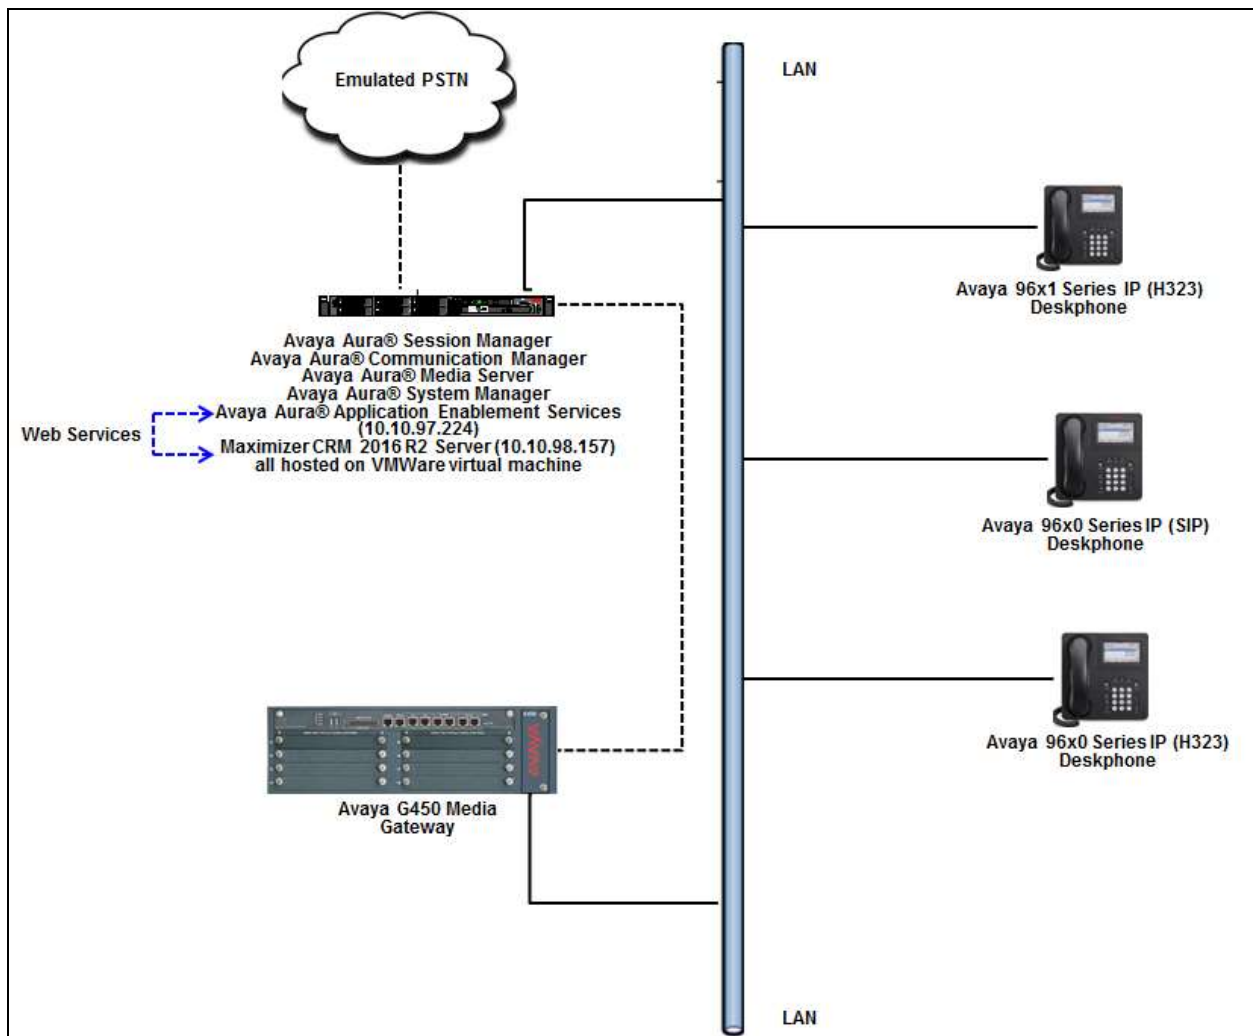 Emulated PSTN
LAN
Avaya 96x1 Series IP (H323)
Deskphone
Avaya Aura® Session Manager
Avaya Aura® Communication Manager
Avaya Aura® Media Server
Avaya Aura® System Manager
Avaya Aura® Application Enablement Services
(10.10.97.224)
Maximizer CRM 2016 R2 Server (10.10.98.157)
all hosted on VMWare virtual machine
Web Services
Avaya 96x0 Series IP (SIP)
Deskphone
Avaya 96x0 Series IP (H323)
Deskphone
AVAYA
Avaya G450 Media
Gateway
LAN